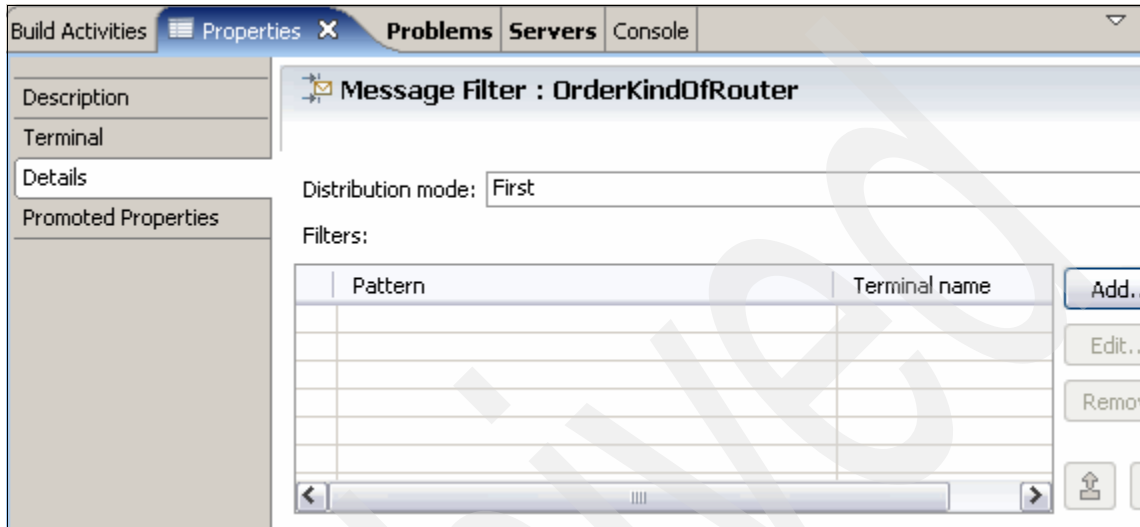 Build Activities Properties Problems Servers Console
Message Filter : OrderKindOfRouter
Description
Terminal
Details
Promoted Properties
Distribution mode: First
Filters:
Pattern Terminal name
Add..
Edit..
Remov